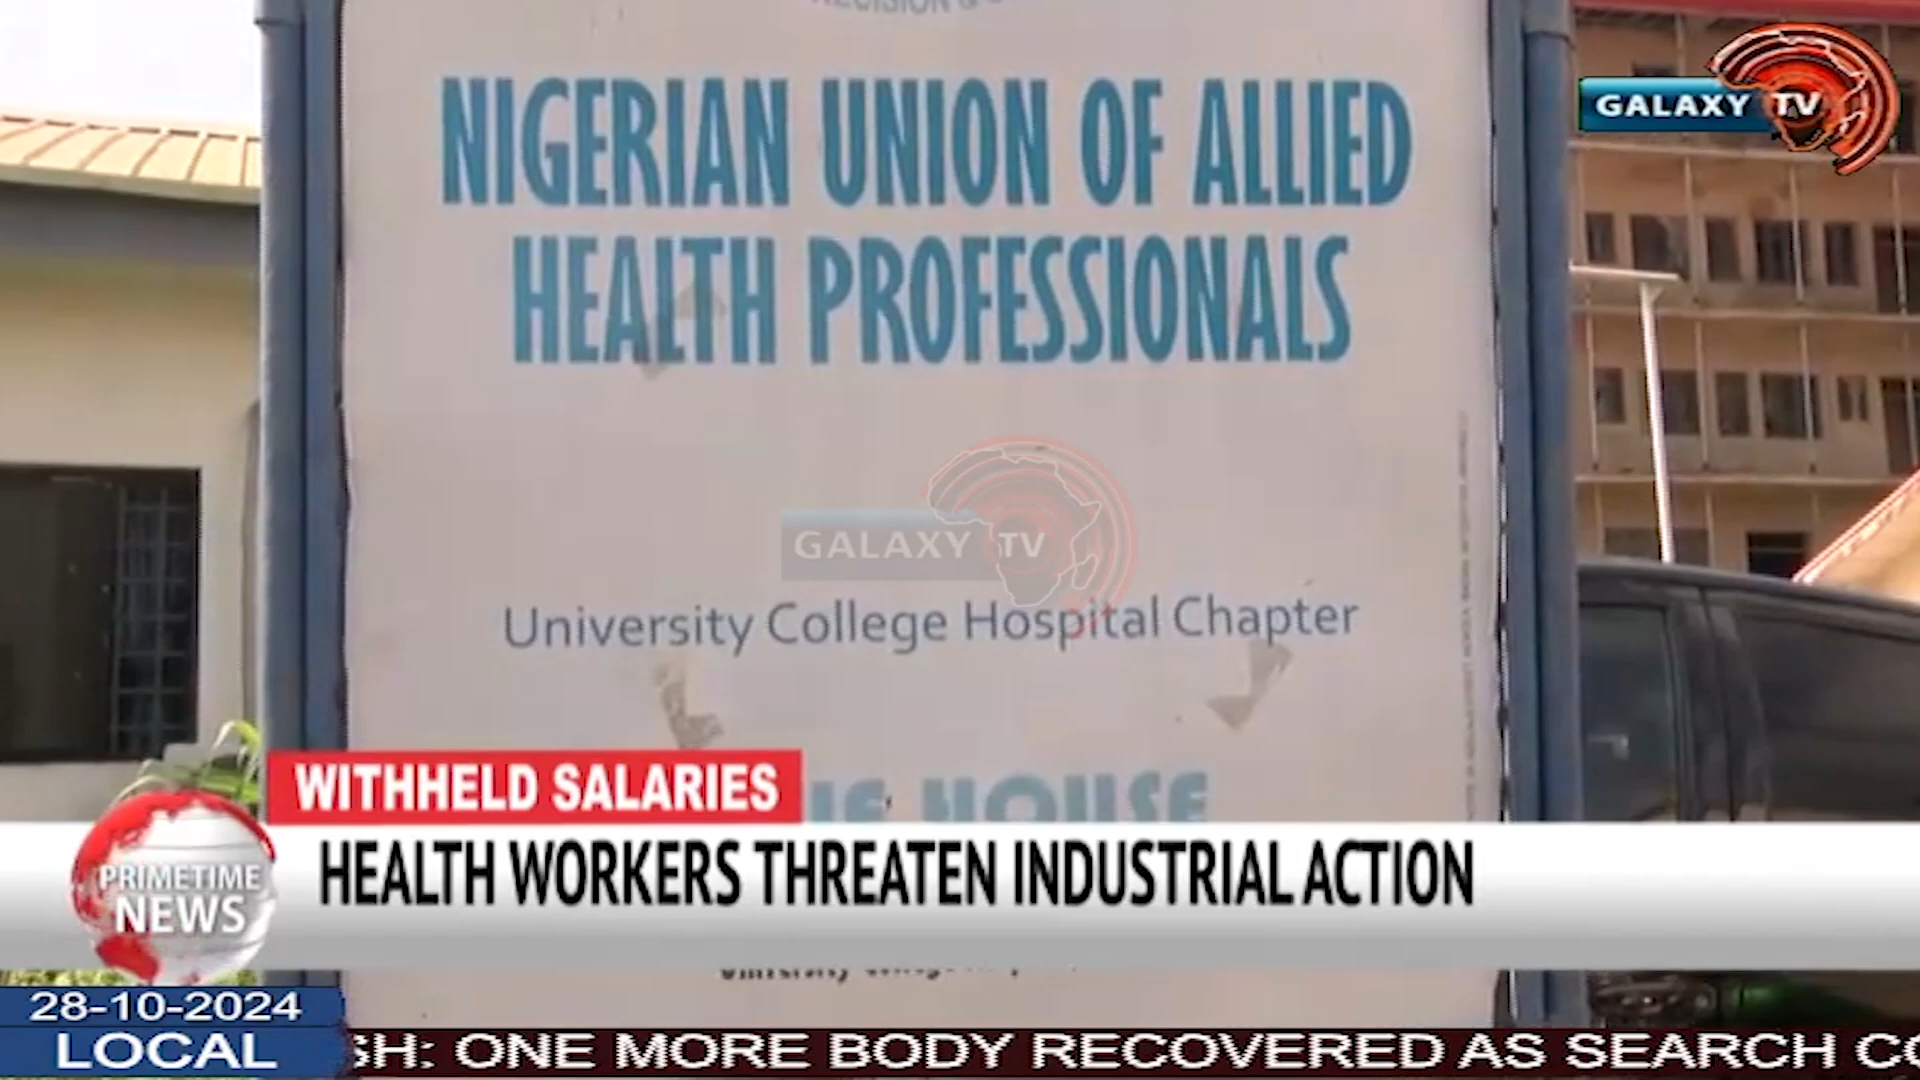 GALAXY TV
NIGERIAN UNION OF ALLIED
HEALTH PROFESSIONALS
GALAXY TV
University College Hospital Chapter
WITHHELD SALARIES
HOUSE
HEALTH WORKERS THREATEN INDUSTRIAL ACTION
PRIMETIME
NEWS
28-10-2024
LOCAL
SH: ONE MORE BODY RECOVERED AS SEARCH CO